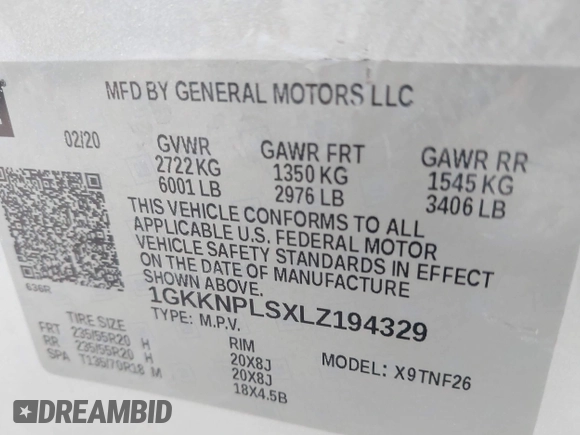 MFD BY GENERAL MOTORS LLC
02/20
GVWR
2722 KG
6001 LB
GAWR FRT
1350 KG
2976 LB
GAWR RR
1545 KG
3406 LB
THIS VEHICLE CONFORMS TO ALL
APPLICABLE U.S. FEDERAL MOTOR
VEHICLE SAFETY STANDARDS IN EFFECT
ON THE DATE OF MANUFACTURE
SHOWN ABOVE.
636R
1GKKNPLSXLZ194329
TYPE: M.P.V.
TIRE SIZE
FRT 235/55R20 H
RR 235/55R20 H
SPA T135/70R18 M
RIM
20X8J
20X8J
18X4.5B
MODEL: X9TNF26
DREAMBID